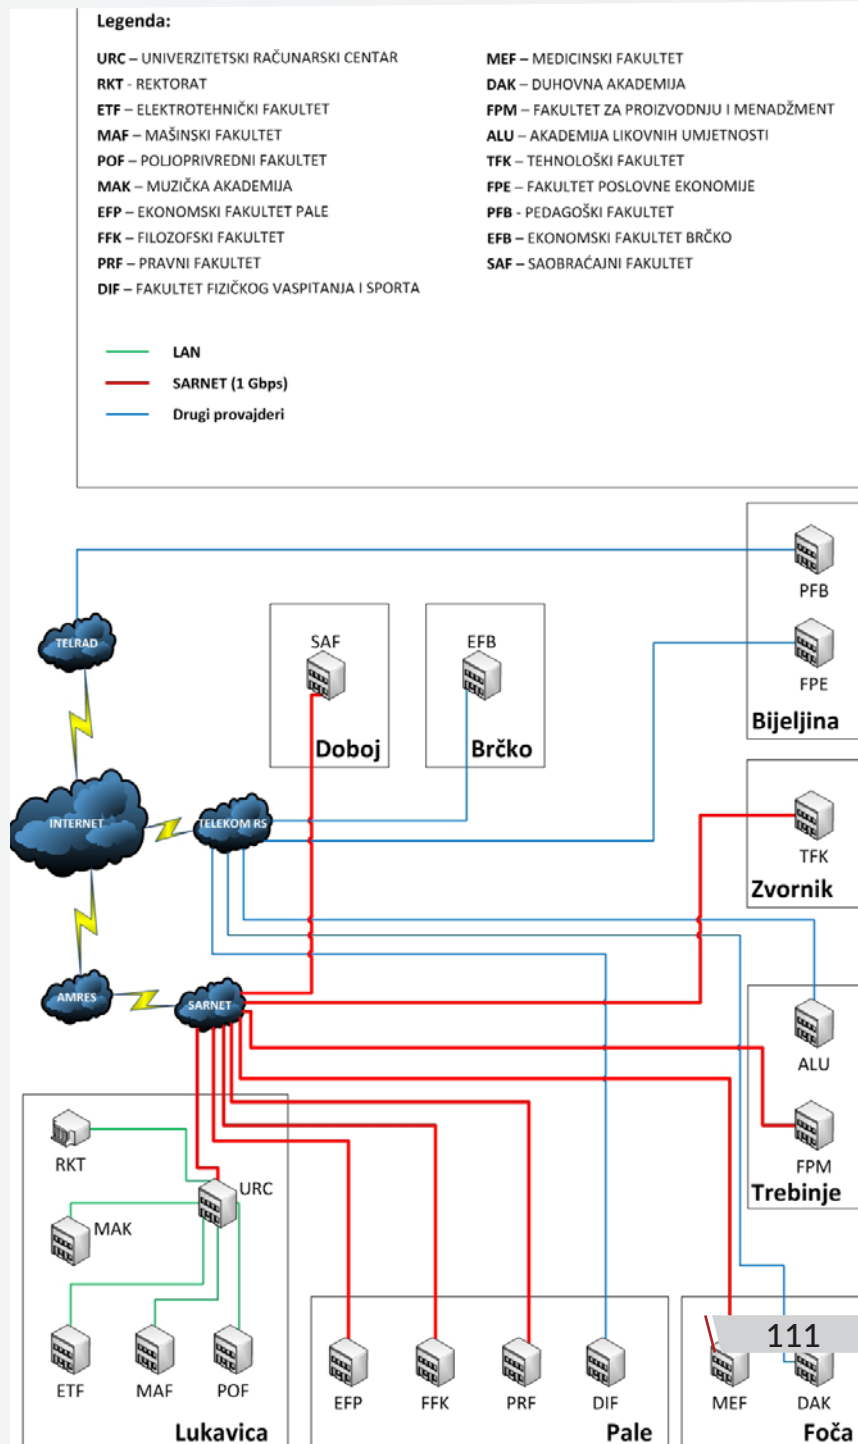 Legenda:
URC – UNIVERZITETSKI RAČUNARSKI CENTAR
RKT - REKTORAT
ETF – ELEKTROTEHNIČKI FAKULTET
MAF – MAŠINSKI FAKULTET
POF – POLJOPRIVREDNI FAKULTET
MAK – MUZIČKA AKADEMIJA
EFP – EKONOMSKI FAKULTET PALE
FFK – FILOZOFSKI FAKULTET
PRF – PRAVNI FAKULTET
DIF – FAKULTET FIZIČKOG VASPITANJA I SPORTA
MEF – MEDICINSKI FAKULTET
DAK – DUHOVNA AKADEMIJA
FPM – FAKULTET ZA PROIZVODNJU I MENADŽMENT
ALU – AKADEMIJA LIKOVNIH UMJETNOSTI
TFK – TEHNOLOŠKI FAKULTET
FPE – FAKULTET POSLOVNE EKONOMIJE
PFB - PEDAGOŠKI FAKULTET
EFB – EKONOMSKI FAKULTET BRČKO
SAF – SAOBRAĆAJNI FAKULTET
LAN
SARNET (1 Gbps)
Drugi provajderi
PFB
TELRAD
SAF
EFB
FPE
Bijeljina
Doboj
Brčko
INTERNET
TELEKOM RS
TFK
Zvornik
AMRES
SARNET
ALU
FPM
Trebinje
RKT
URC
MAK
ETF
MAF
POF
Lukavica
EFP
FFK
PRF
DIF
Pale
111
MEF
DAK
Foča